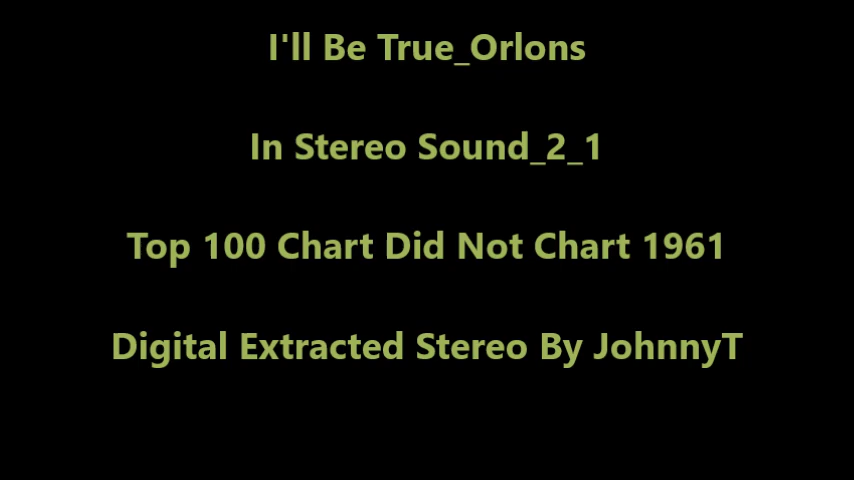 I'll Be True_Orlons
In Stereo Sound_2_1
Top 100 Chart Did Not Chart 1961
Digital Extracted Stereo By JohnnyT